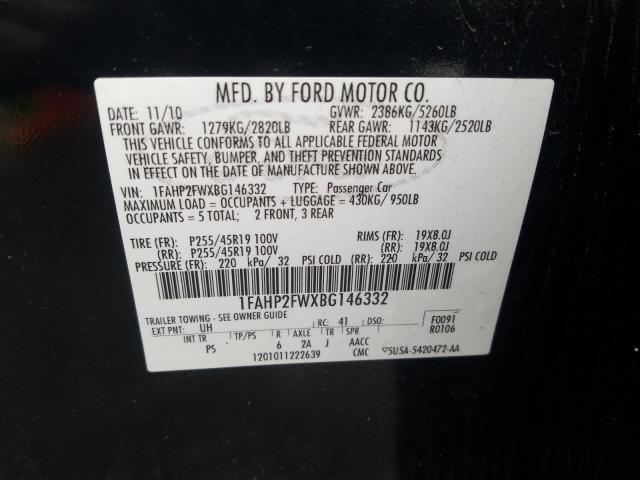 MFD. BY FORD MOTOR CO.
DATE: 11/10 GVWR: 2386KG/5260LB
FRONT GAWR: 1279KG/2820LB REAR GAWR: 1143KG/2520LB
THIS VEHICLE CONFORMS TO ALL APPLICABLE FEDERAL MOTOR
VEHICLE SAFETY, BUMPER, AND THEFT PREVENTION STANDARDS
IN EFFECT ON THE DATE OF MANUFACTURE SHOWN ABOVE.
VIN: 1FAHP2FWXBG146332 TYPE: Passenger Car
MAXIMUM LOAD = OCCUPANTS + LUGGAGE = 430KG/ 950LB
OCCUPANTS = 5 TOTAL: 2 FRONT, 3 REAR
TIRE (FR): P255/45R19 100V RIMS (FR): 19X8.0J
(RR): P255/45R19 100V (RR): 19X8.0J
PRESSURE (FR): 220 kPa/ 32 PSI COLD (RR): 220 kPa/ 32 PSI COLD
1FAHP2FWXBG146332
TRAILER TOWING - SEE OWNER GUIDE
EXT PNT: UH RC: 41 DSO: F0091
R0106
INT TR TP/PS R AXLE TR SPR
PS 6 2A J AACC
1201011222639 CMC 5U5A-5420472-AA